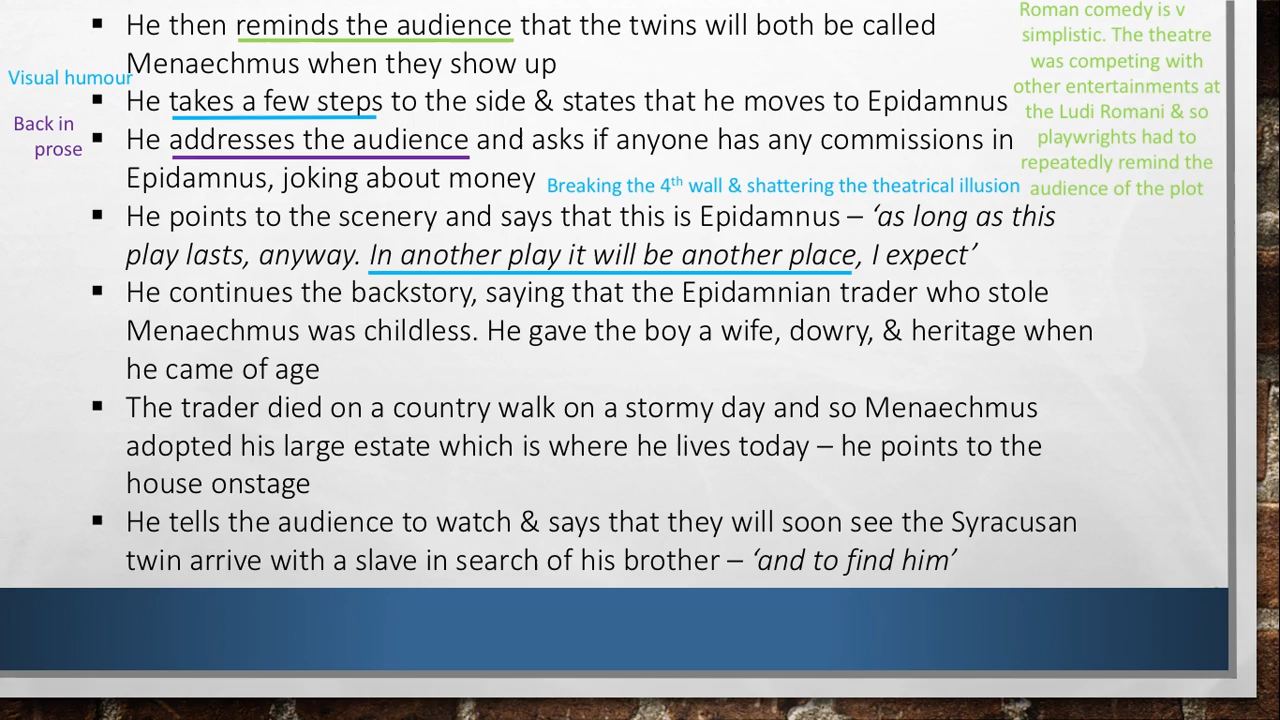 ▪ He then reminds the audience that the twins will both be called
Menaechmus when they show up
▪ He takes a few steps to the side & states that he moves to Epidamnus
▪ He addresses the audience and asks if anyone has any commissions in
Epidamnus, joking about money
▪ He points to the scenery and says that this is Epidamnus – ‘as long as this
play lasts, anyway. In another play it will be another place, I expect’
▪ He continues the backstory, saying that the Epidamnian trader who stole
Menaechmus was childless. He gave the boy a wife, dowry, & heritage when
he came of age
▪ The trader died on a country walk on a stormy day and so Menaechmus
adopted his large estate which is where he lives today – he points to the
house onstage
▪ He tells the audience to watch & says that they will soon see the Syracusan
twin arrive with a slave in search of his brother – ‘and to find him’
Visual humour
Back in
prose
Breaking the 4th wall & shattering the theatrical illusion
Roman comedy is v
simplistic. The theatre
was competing with
other entertainments at
the Ludi Romani & so
playwrights had to
repeatedly remind the
audience of the plot